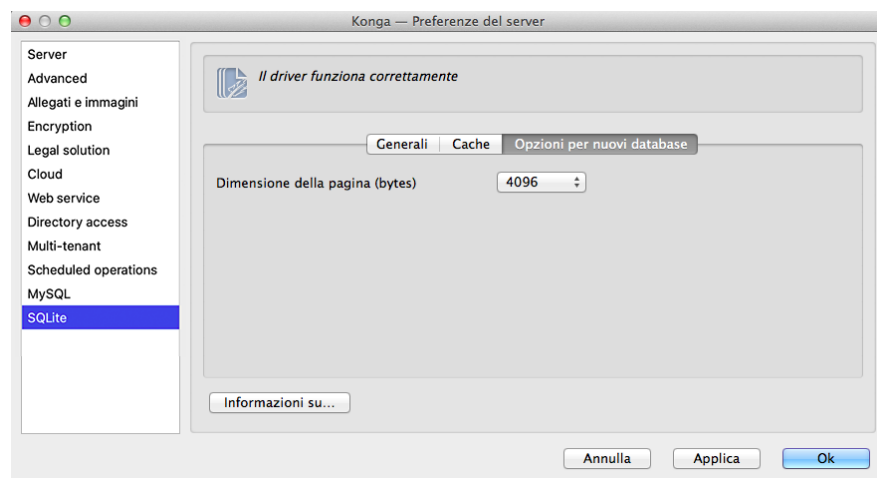 Konga — Preferenze del server
Server
Advanced
Allegati e immagini
Encryption
Legal solution
Cloud
Web service
Directory access
Multi-tenant
Scheduled operations
MySQL
SQLite
Il driver funziona correttamente
Generali Cache Opzioni per nuovi database
Dimensione della pagina (bytes) 4096
Informazioni su...
Annulla Applica Ok